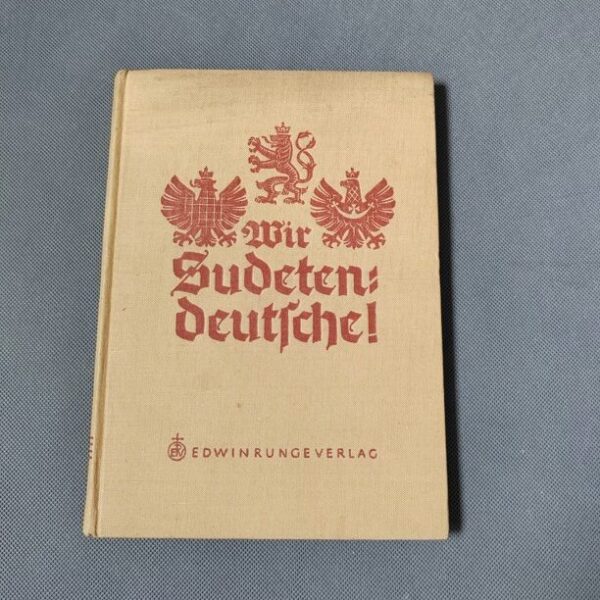 Wir
Sudeten:
deutſche!
EDWIN RUNGE VERLAG